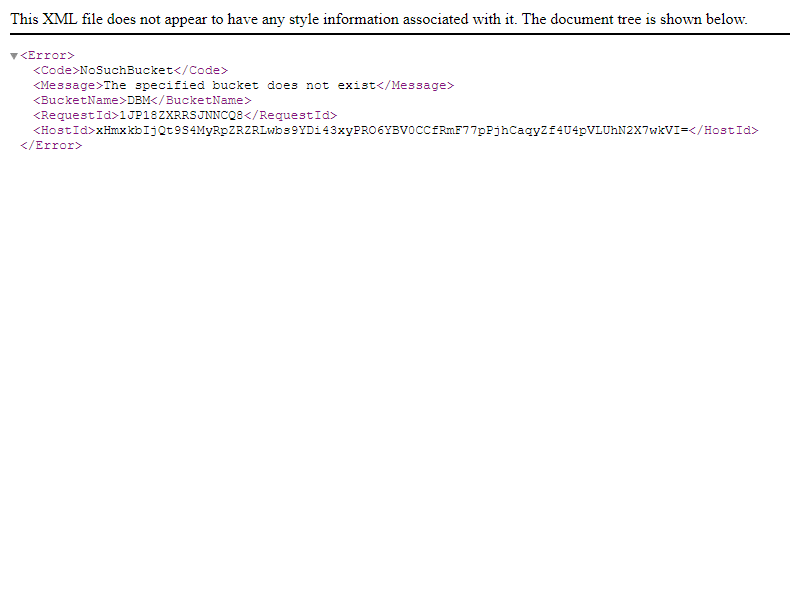 This XML file does not appear to have any style information associated with it. The document tree is shown below.
▼<Error>
<Code>NoSuchBucket</Code>
<Message>The specified bucket does not exist</Message>
<BucketName>DBM</BucketName>
<RequestId>1JP18ZXRRSJNNCQ8</RequestId>
<HostId>xHmxkbIjQt9S4MyRpZRZRLwbs9YDi43xyPRO6YBV0CCfRmF77pPjhCaqyZf4U4pVLUhN2X7wkVI=</HostId>
</Error>